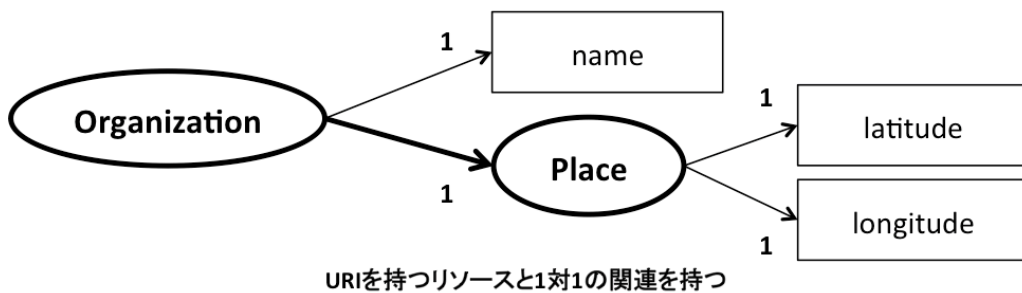 1
name
Organization
1
latitude
Place
1
longitude
1
URIを持つリソースと1対1の関連を持つ